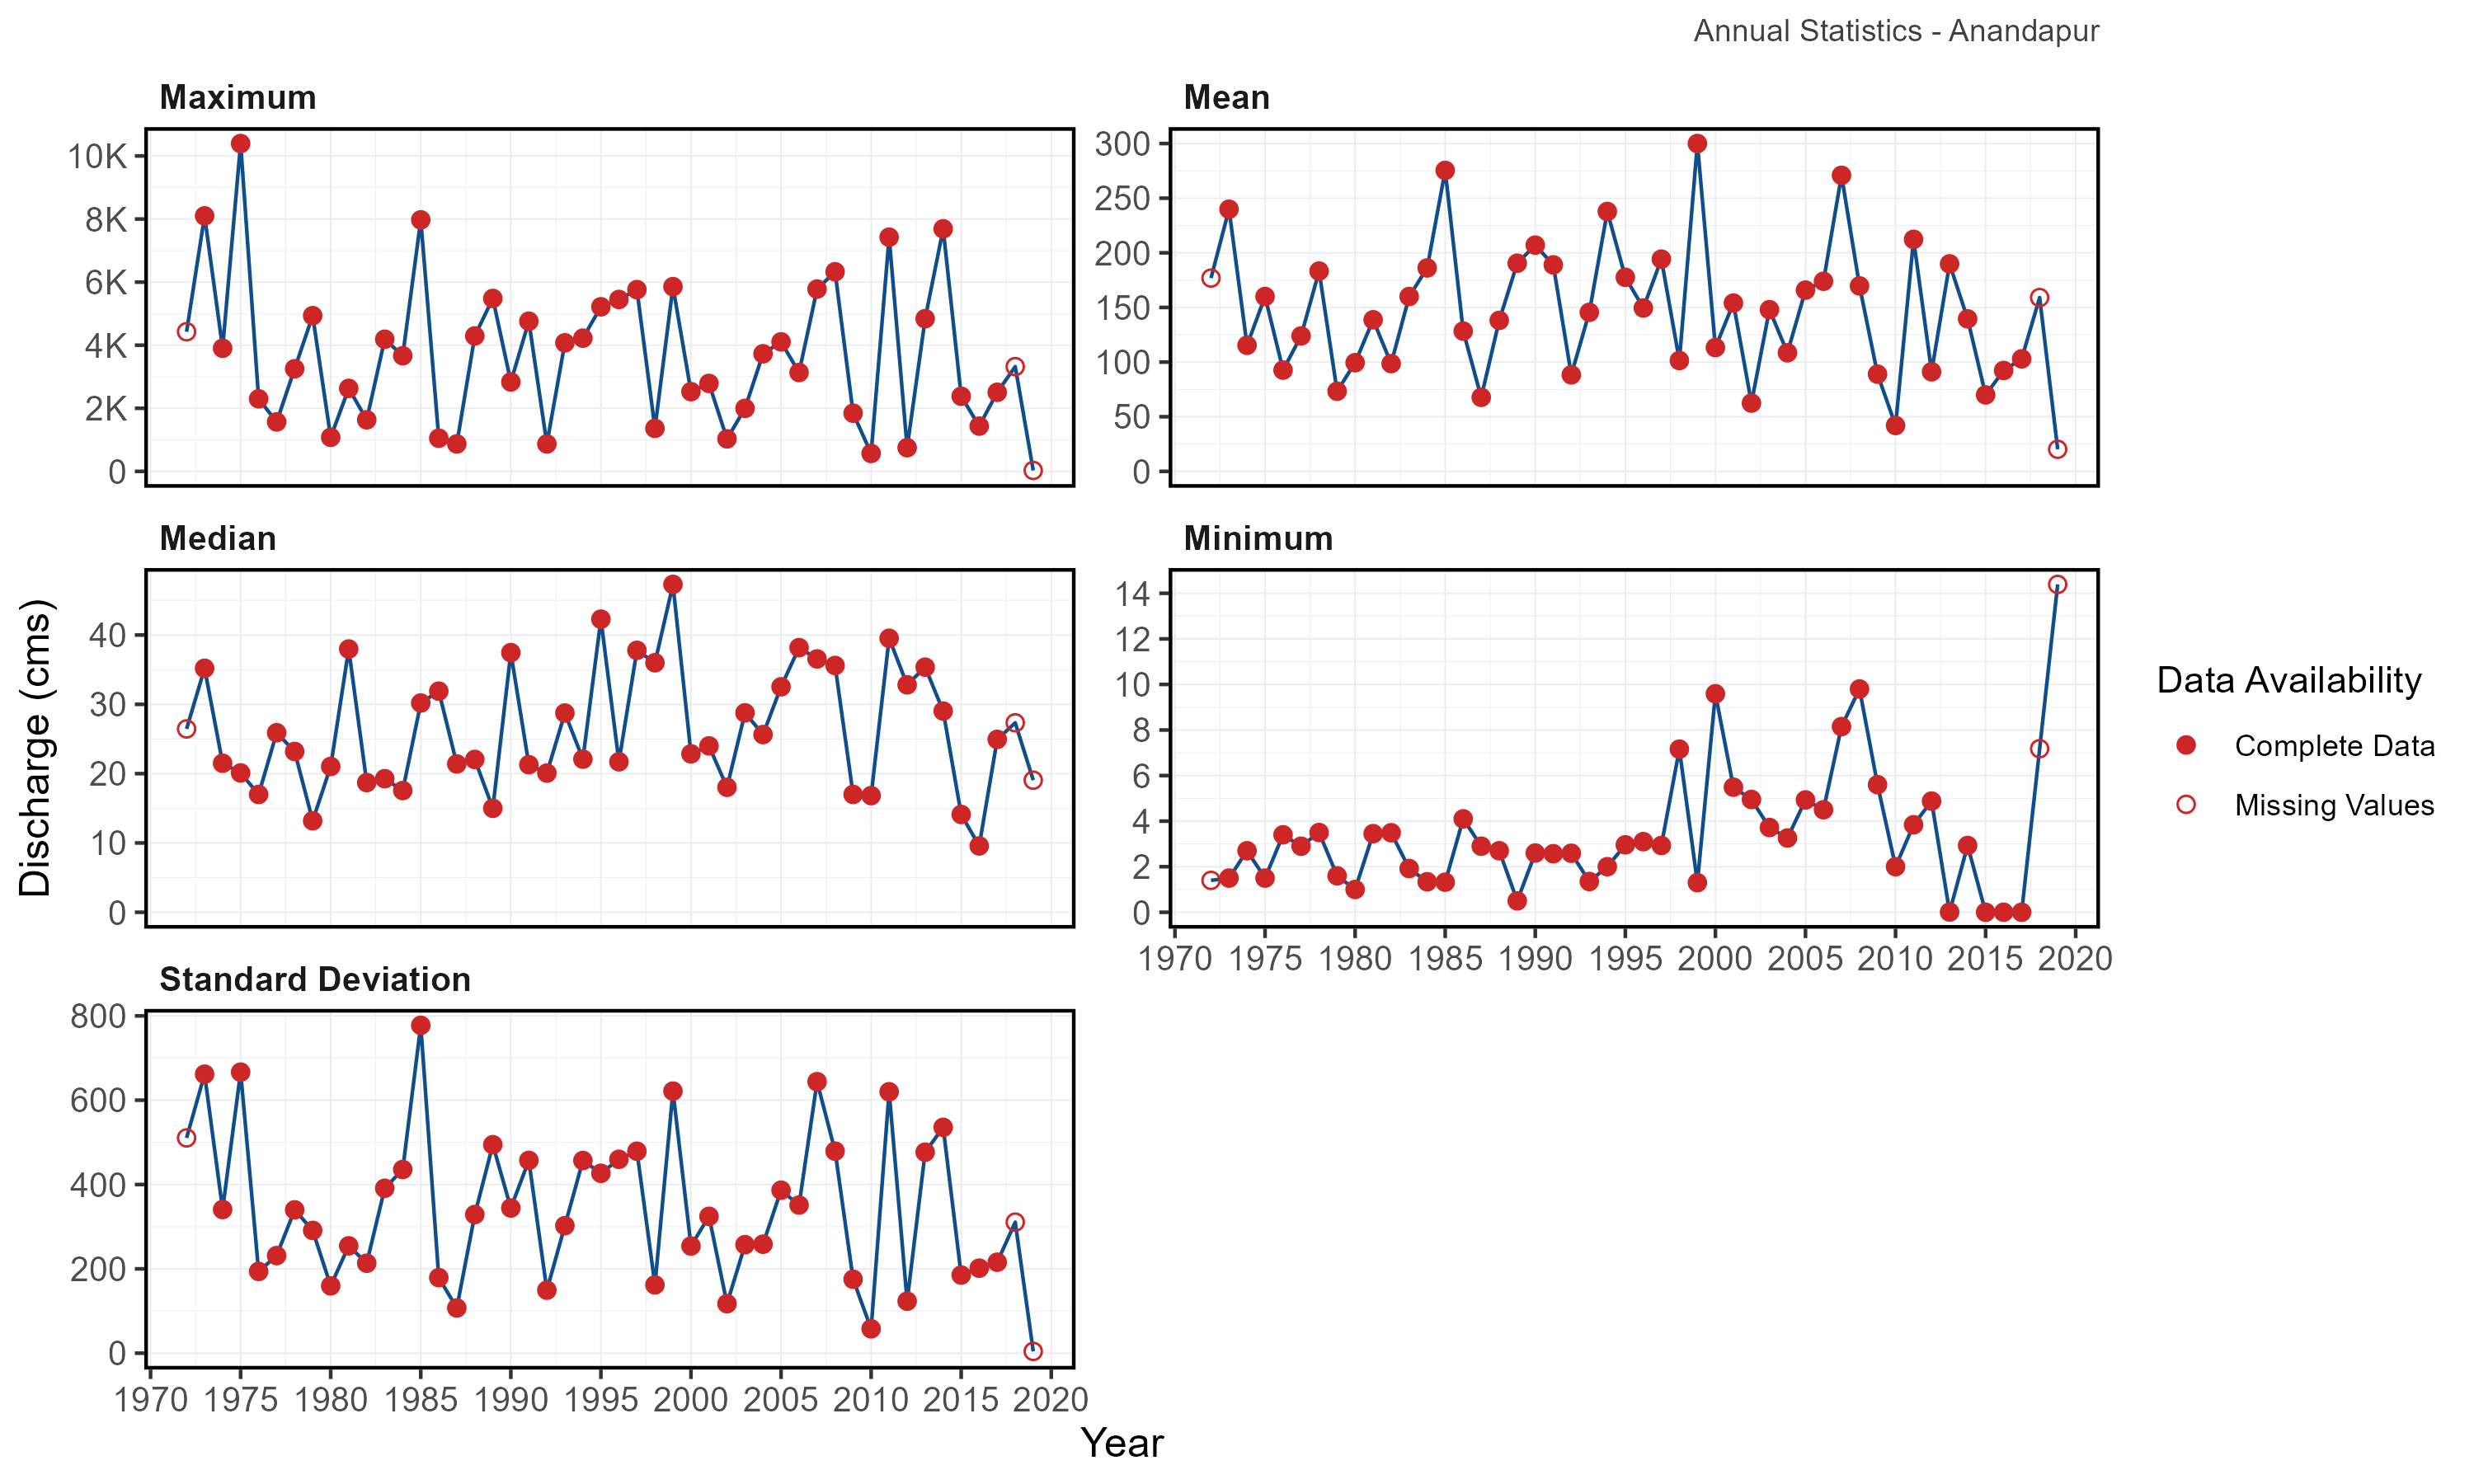 Annual Statistics - Anandapur
Maximum
10K
8K
6K
4K
2K
0
Mean
300
250
200
150
100
50
0
Discharge (cms)
Median
40
30
20
10
0
Minimum
14
12
10
8
6
4
2
0
1970 1975 1980 1985 1990 1995 2000 2005 2010 2015 2020
Standard Deviation
800
600
400
200
0
1970 1975 1980 1985 1990 1995 2000 2005 2010 2015 2020
Year
Data Availability
Complete Data
Missing Values